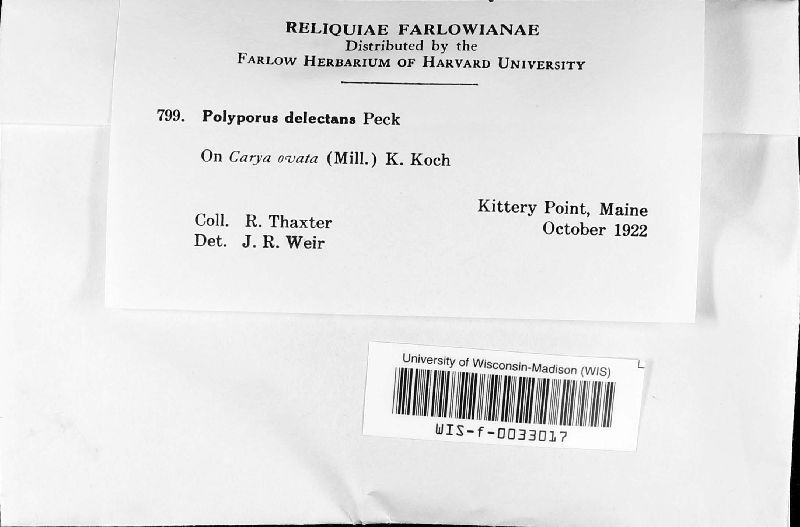 RELIQUIAE FARLOWIANAE
Distributed by the
FARLOW HERBARIUM OF HARVARD UNIVERSITY
799. Polyporus delectans Peck
On Carya ovata (Mill.) K. Koch
Kittery Point, Maine
October 1922
Coll. R. Thaxter
Det. J. R. Weir
University of Wisconsin-Madison (WIS)
WIS-f-0033017